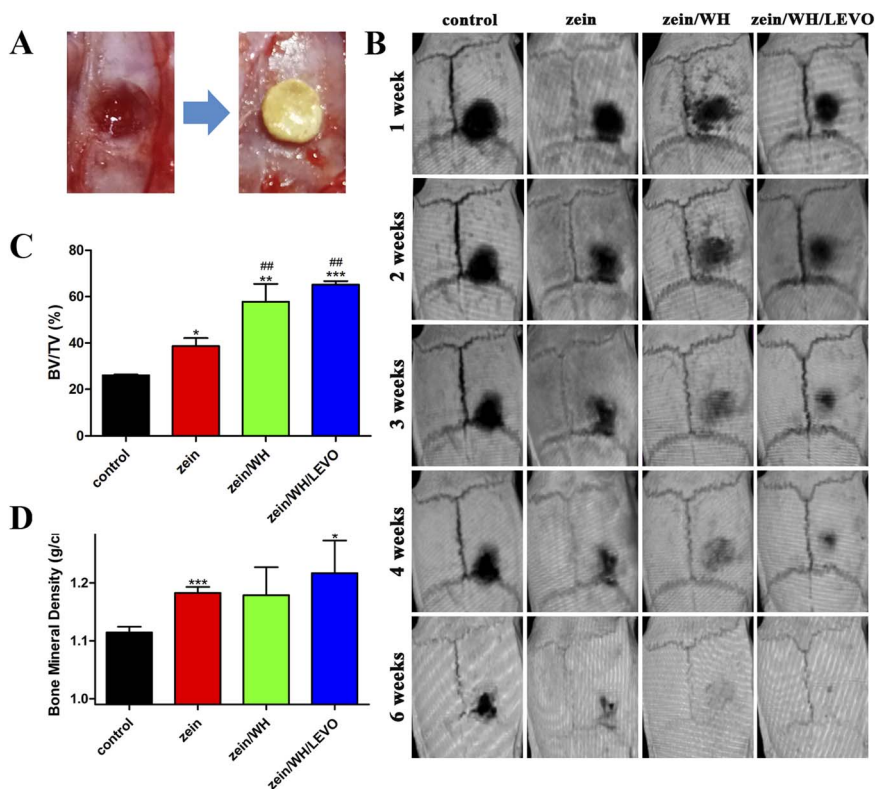 A
B
control
zein
zein/WH
zein/WH/LEVO
1 week
2 weeks
3 weeks
4 weeks
6 weeks
C
BV/TV (%)
80
60
40
20
0
*
##
**
##
***
control
zein
zein/WH
zein/WH/LEVO
D
Bone Mineral Density (g/c
1.2
1.1
1.0
***
*
control
zein
zein/WH
zein/WH/LEVO